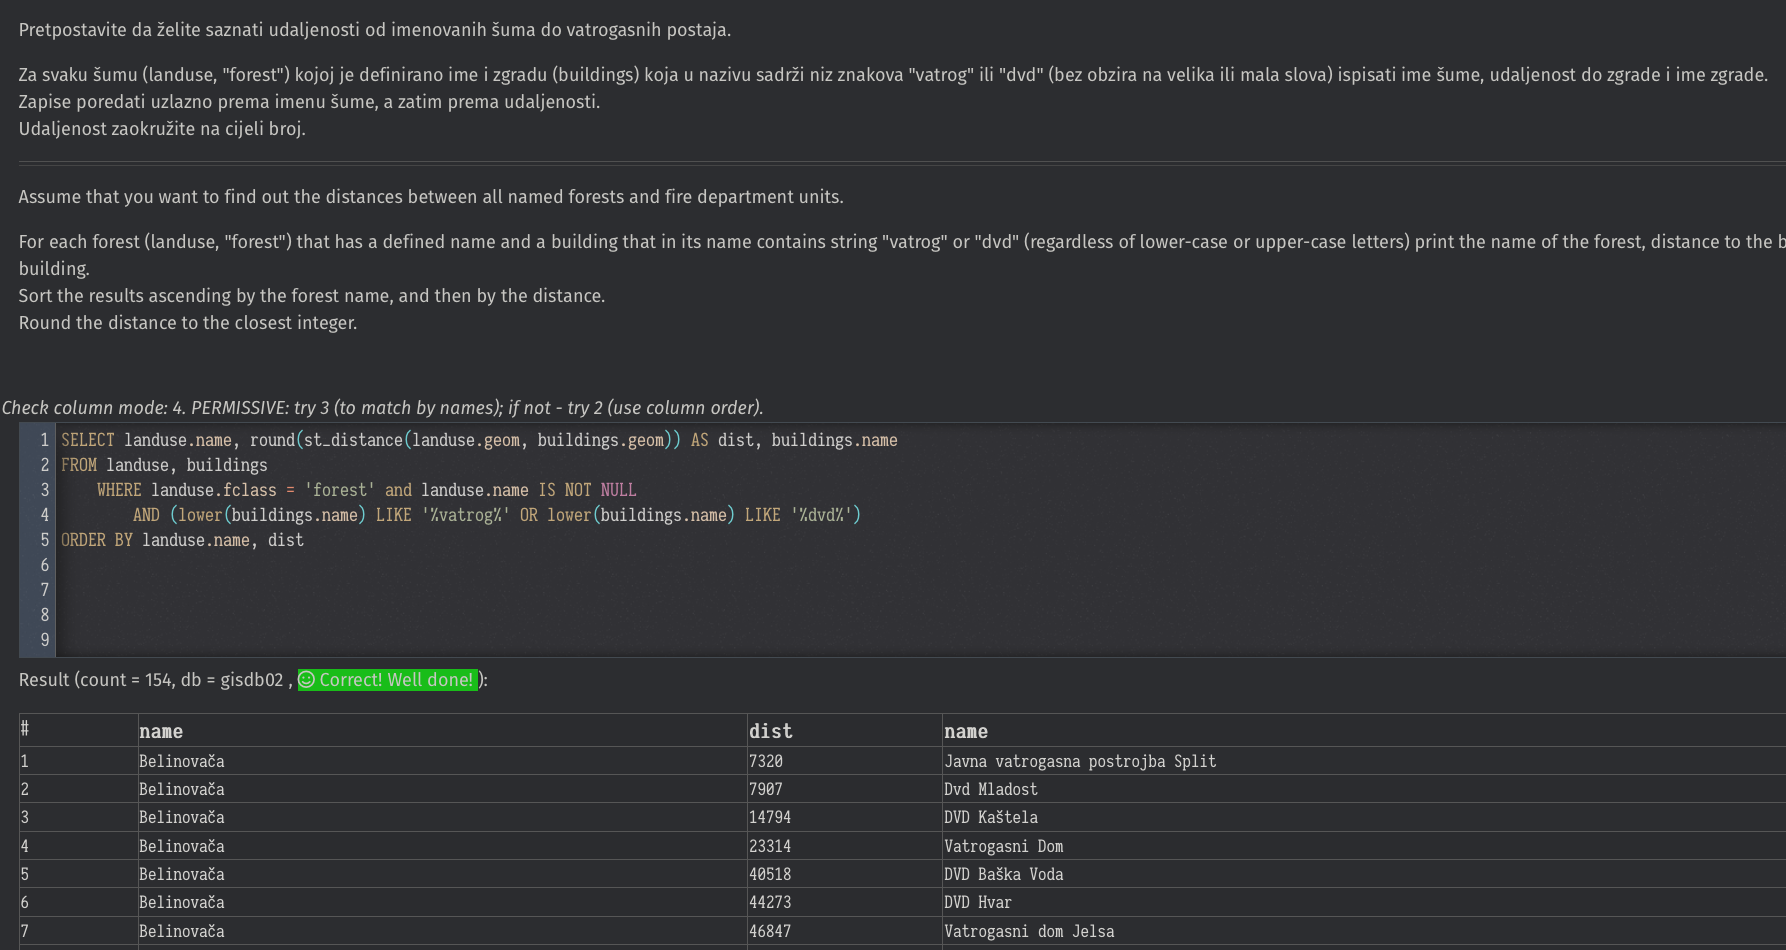 Pretpostavite da želite saznati udaljenosti od imenovanih šuma do vatrogasnih postaja.
Za svaku šumu (landuse, "forest") kojoj je definirano ime i zgradu (buildings) koja u nazivu sadrži niz znakova "vatrog" ili "dvd" (bez obzira na velika ili mala slova) ispisati ime šume, udaljenost do zgrade i ime zgrade.
Zapise poredati uzlazno prema imenu šume, a zatim prema udaljenosti.
Udaljenost zaokružite na cijeli broj.
Assume that you want to find out the distances between all named forests and fire department units.
For each forest (landuse, "forest") that has a defined name and a building that in its name contains string "vatrog" or "dvd" (regardless of lower-case or upper-case letters) print the name of the forest, distance to the b
building.
Sort the results ascending by the forest name, and then by the distance.
Round the distance to the closest integer.
Check column mode: 4. PERMISSIVE: try 3 (to match by names); if not - try 2 (use column order).
1 SELECT landuse.name, round(st_distance(landuse.geom, buildings.geom)) AS dist, buildings.name
2 FROM landuse, buildings
3 WHERE landuse.fclass = 'forest' and landuse.name IS NOT NULL
4 AND (lower(buildings.name) LIKE '%vatrog%' OR lower(buildings.name) LIKE '%dvd%')
5 ORDER BY landuse.name, dist
6
7
8
9
Result (count = 154, db = gisdb02 , Correct! Well done! ):
# name dist name
1 Belinovača 7320 Javna vatrogasna postrojba Split
2 Belinovača 7907 Dvd Mladost
3 Belinovača 14794 DVD Kaštela
4 Belinovača 23314 Vatrogasni Dom
5 Belinovača 40518 DVD Baška Voda
6 Belinovača 44273 DVD Hvar
7 Belinovača 46847 Vatrogasni dom Jelsa